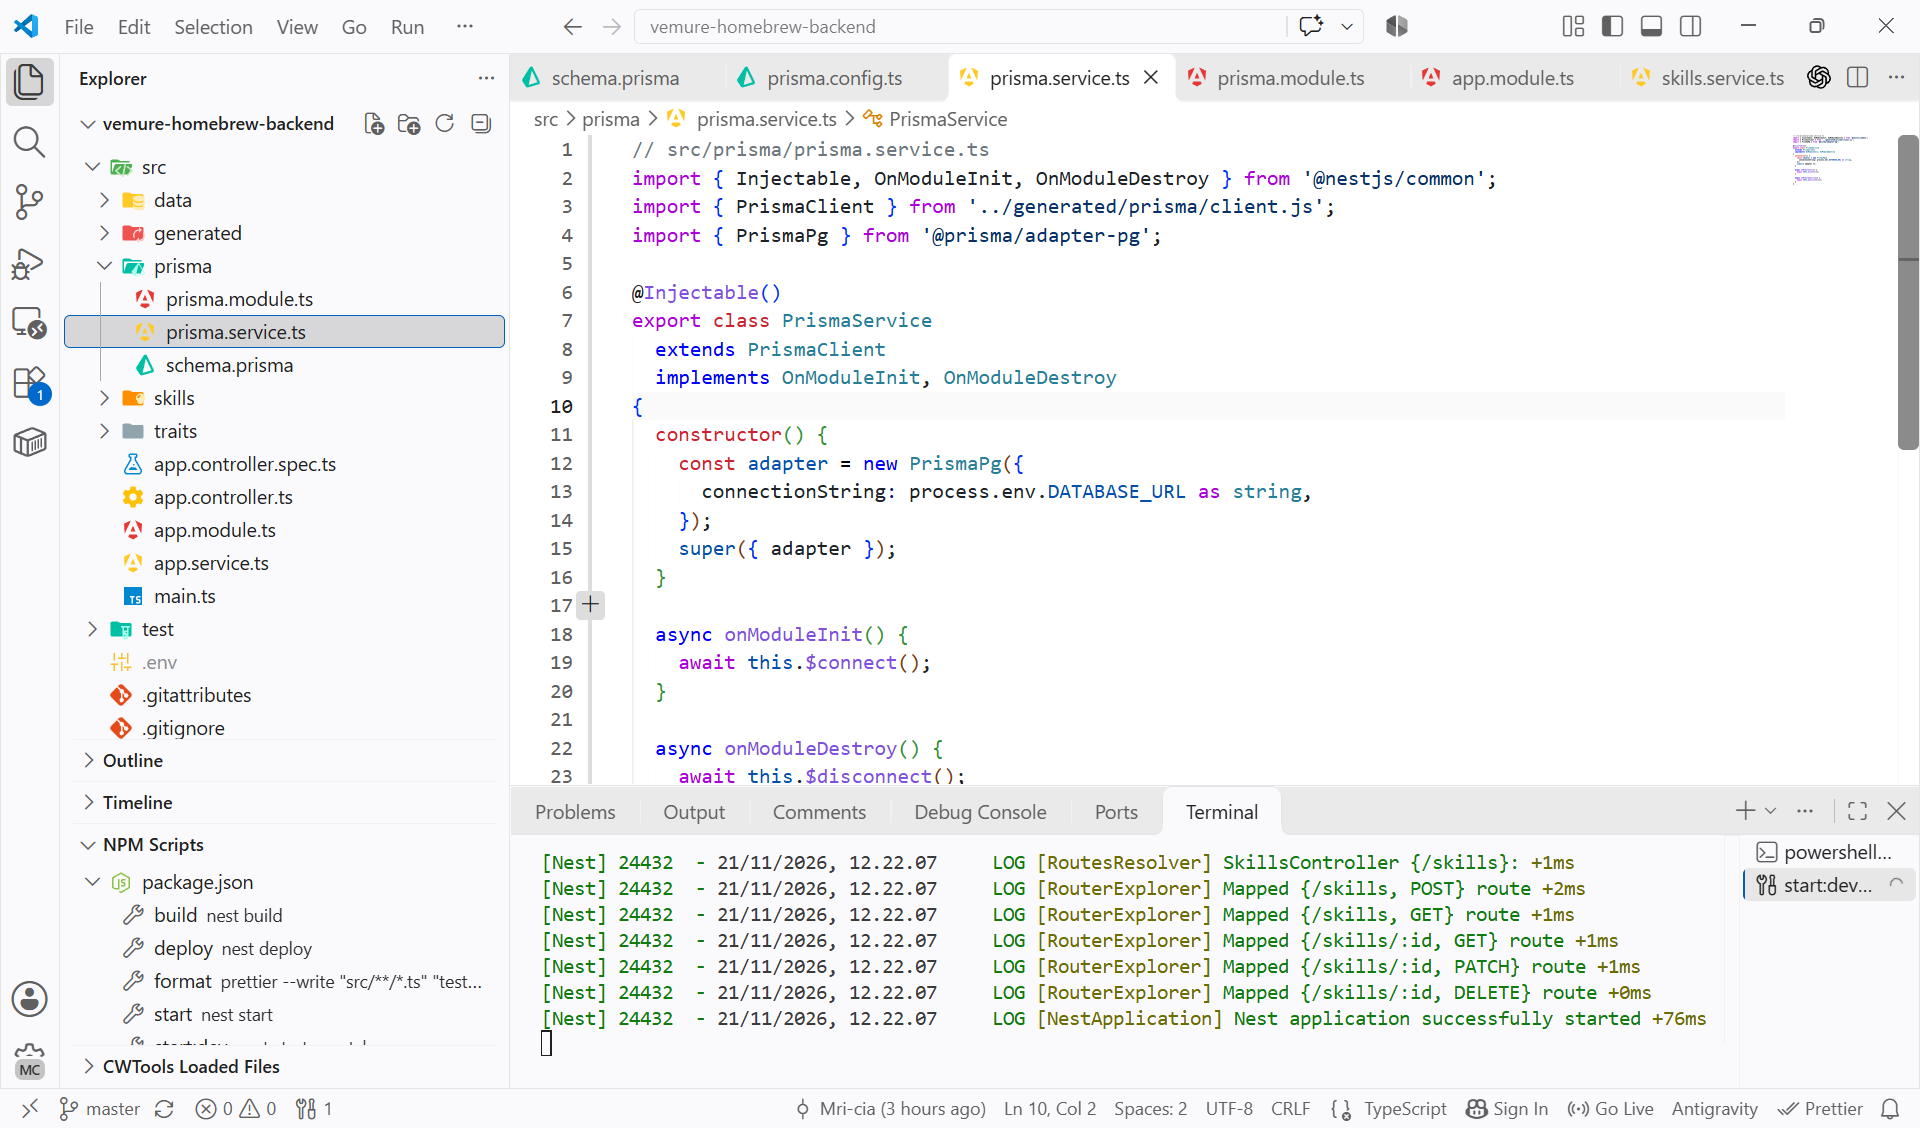 File Edit Selection View Go Run ···
vemure-homebrew-backend
Explorer
vemure-homebrew-backend
src
data
generated
prisma
prisma.module.ts
prisma.service.ts
schema.prisma
skills
traits
app.controller.spec.ts
app.controller.ts
app.module.ts
app.service.ts
TS main.ts
test
.env
.gitattributes
.gitignore
Outline
Timeline
NPM Scripts
package.json
build nest build
deploy nest deploy
format prettier --write "src/**/*.ts" "test...
start nest start
CWTools Loaded Files
1
MC
schema.prisma prisma.config.ts prisma.service.ts prisma.module.ts app.module.ts skills.service.ts
src > prisma > prisma.service.ts > PrismaService
1 // src/prisma/prisma.service.ts
2 import { Injectable, OnModuleInit, OnModuleDestroy } from '@nestjs/common';
3 import { PrismaClient } from '../generated/prisma/client.js';
4 import { PrismaPg } from '@prisma/adapter-pg';
5
6 @Injectable()
7 export class PrismaService
8 extends PrismaClient
9 implements OnModuleInit, OnModuleDestroy
10 {
11 constructor() {
12 const adapter = new PrismaPg({
13 connectionString: process.env.DATABASE_URL as string,
14 });
15 super({ adapter });
16 }
17
18 async onModuleInit() {
19 await this.$connect();
20 }
21
22 async onModuleDestroy() {
23 await this.$disconnect();
Problems Output Comments Debug Console Ports Terminal
[Nest] 24432 - 21/11/2026, 12.22.07 LOG [RoutesResolver] SkillsController {/skills}: +1ms
[Nest] 24432 - 21/11/2026, 12.22.07 LOG [RouterExplorer] Mapped {/skills, POST} route +2ms
[Nest] 24432 - 21/11/2026, 12.22.07 LOG [RouterExplorer] Mapped {/skills, GET} route +1ms
[Nest] 24432 - 21/11/2026, 12.22.07 LOG [RouterExplorer] Mapped {/skills/:id, GET} route +1ms
[Nest] 24432 - 21/11/2026, 12.22.07 LOG [RouterExplorer] Mapped {/skills/:id, PATCH} route +1ms
[Nest] 24432 - 21/11/2026, 12.22.07 LOG [RouterExplorer] Mapped {/skills/:id, DELETE} route +0ms
[Nest] 24432 - 21/11/2026, 12.22.07 LOG [NestApplication] Nest application successfully started +76ms
powershell...
start:dev...
master 0 0 1 Mri-cia (3 hours ago) Ln 10, Col 2 Spaces: 2 UTF-8 CRLF TypeScript Sign In Go Live Antigravity Prettier